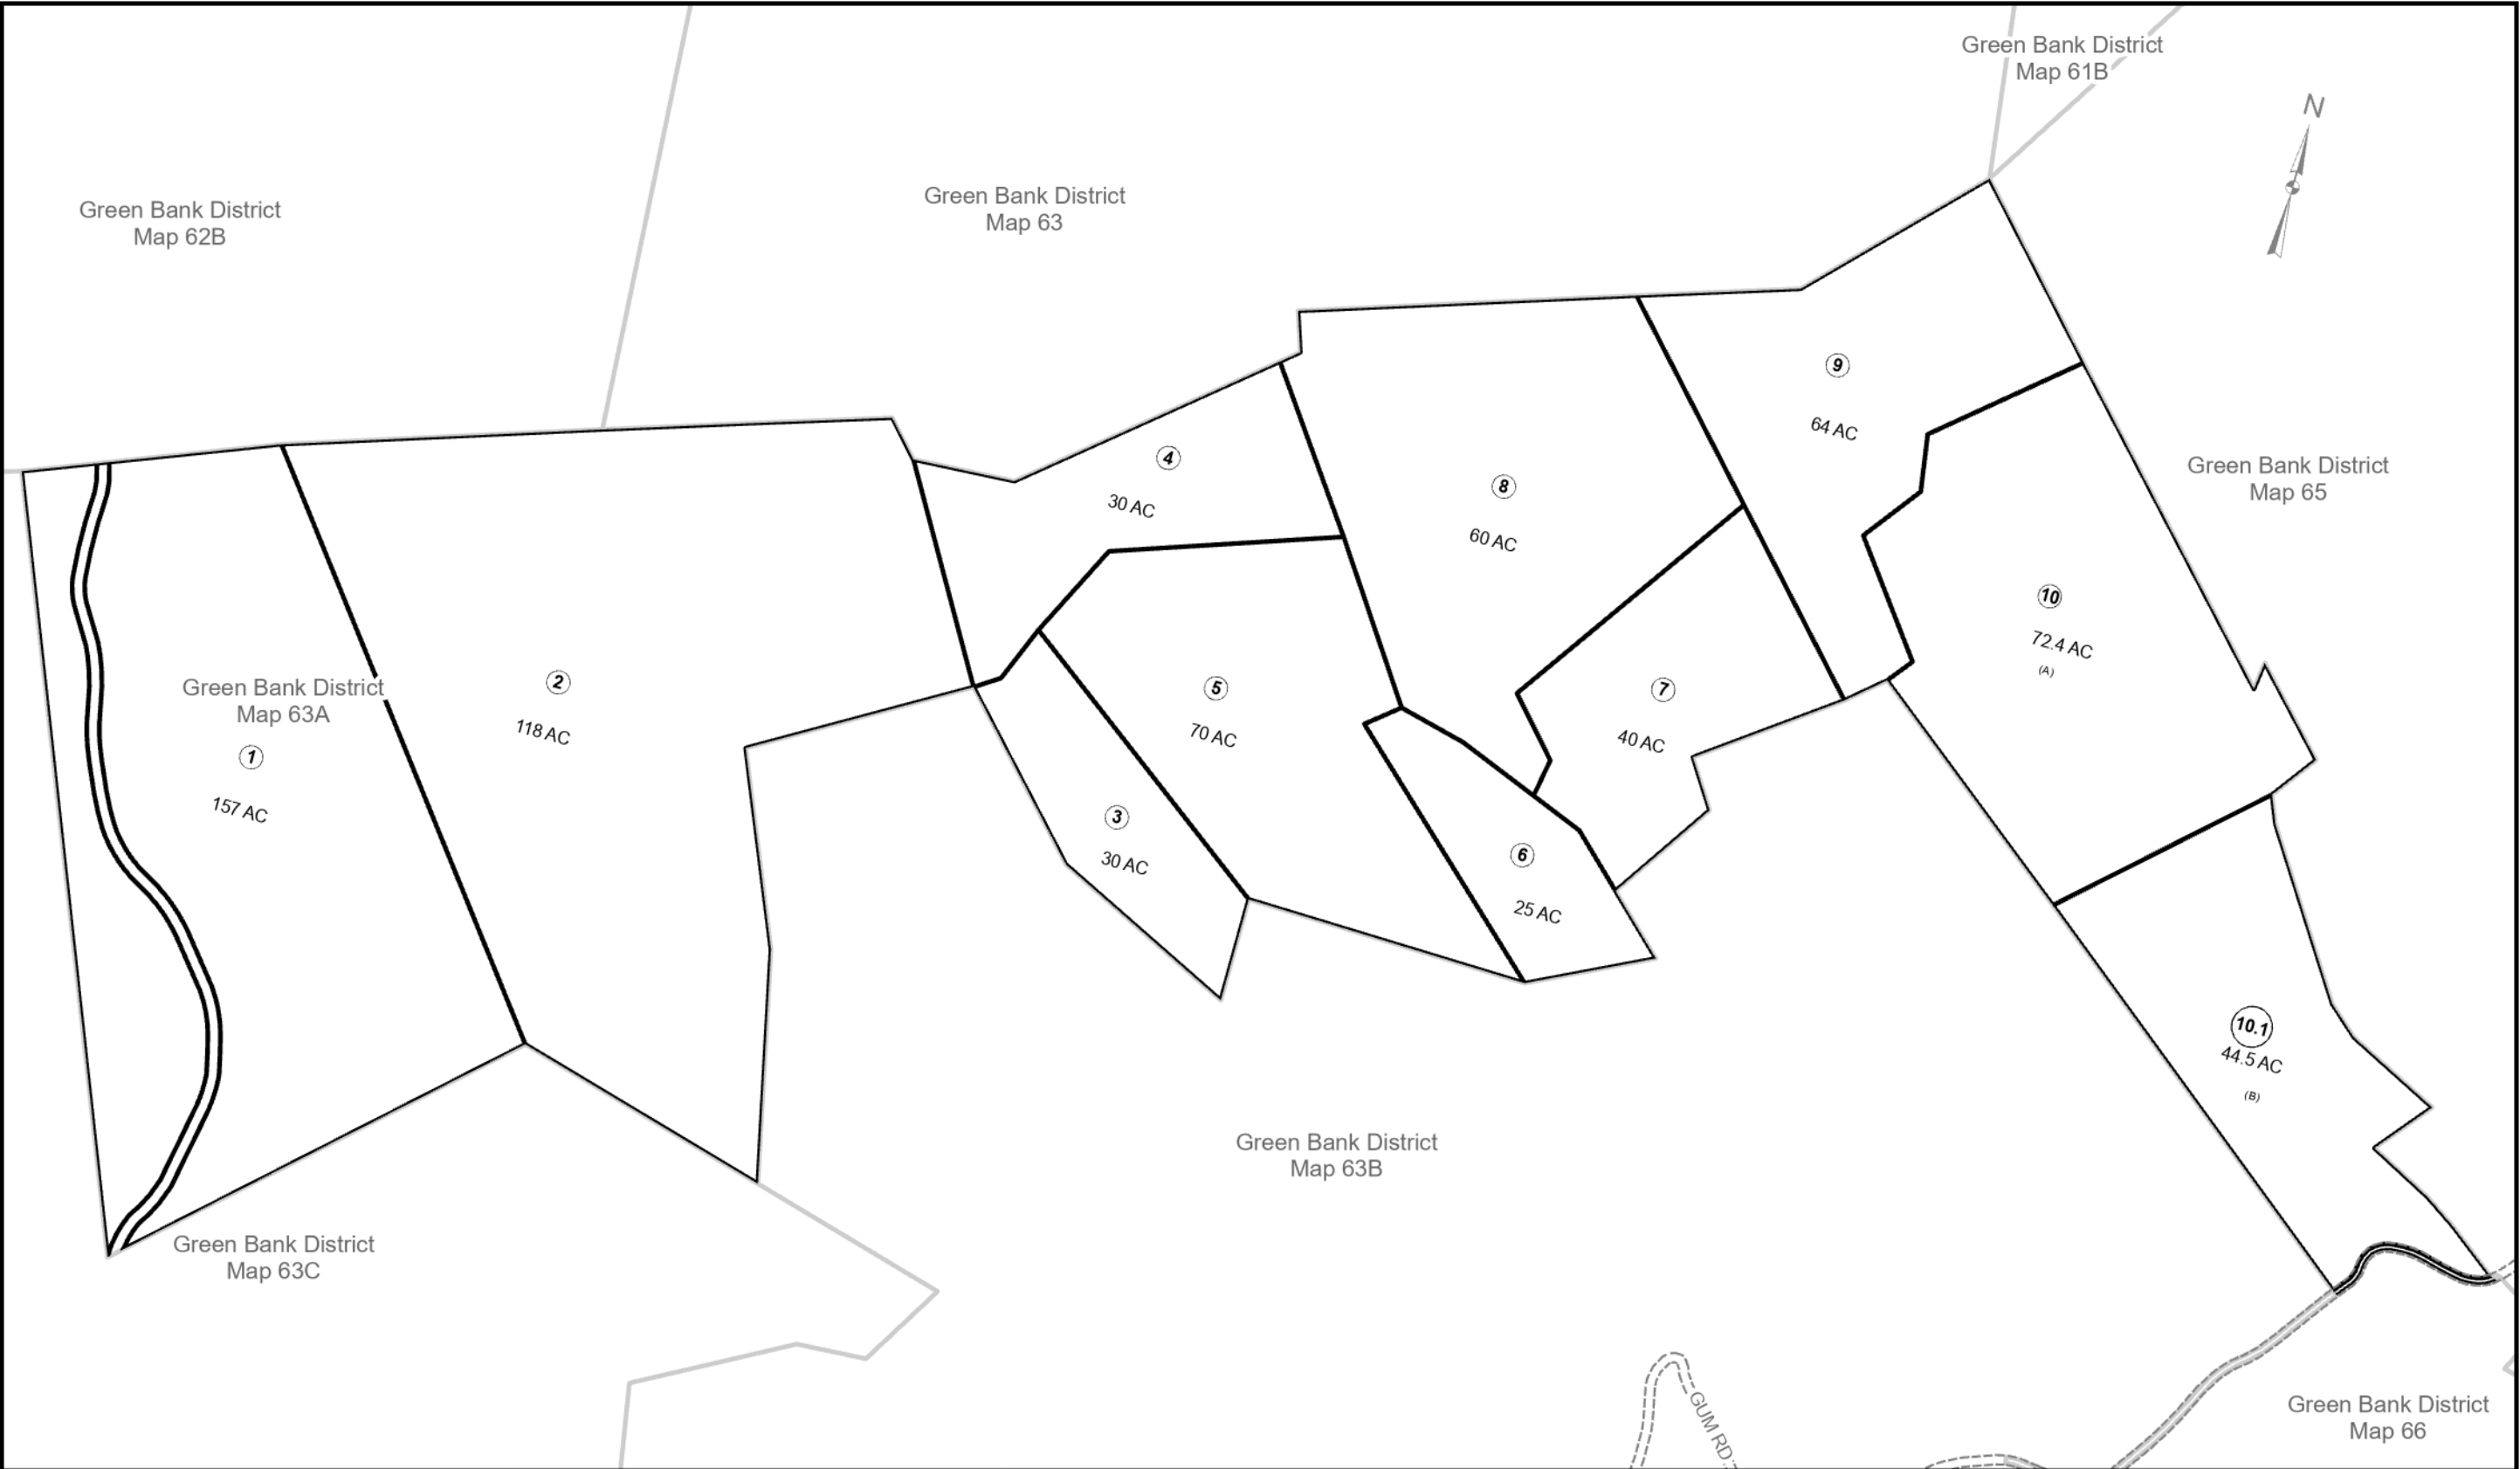 Green Bank District
Map 61B
N
Green Bank District
Map 62B
Green Bank District
Map 63
9
64 AC
4
30 AC
8
60 AC
Green Bank District
Map 65
10
72.4 AC
(A)
2
118 AC
Green Bank District
Map 63A
1
157 AC
5
70 AC
7
40 AC
3
30 AC
6
25 AC
10.1
44.5 AC
(B)
Green Bank District
Map 63B
Green Bank District
Map 63C
GUM RD.
Green Bank District
Map 66